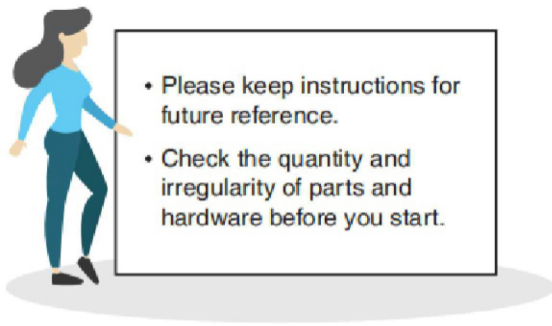 • Please keep instructions for
future reference.
• Check the quantity and
irregularity of parts and
hardware before you start.